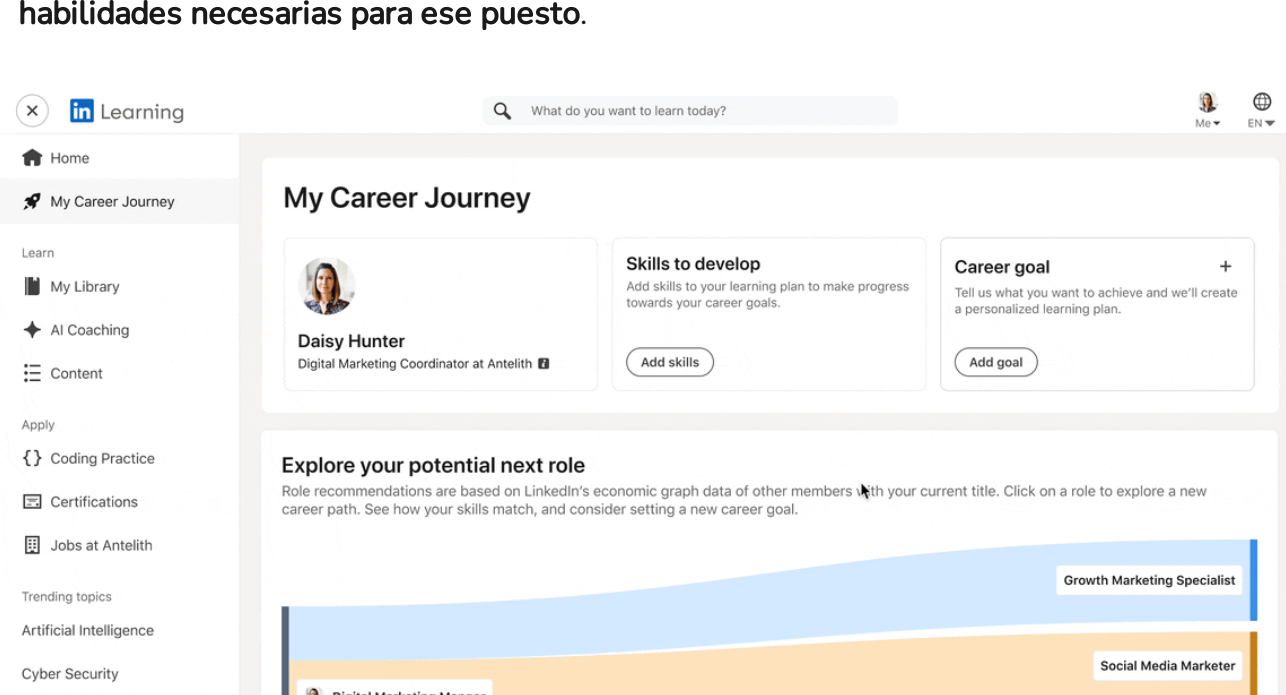 habilidades necesarias para ese puesto.
in Learning
What do you want to learn today?
Me
EN
Home
My Career Journey
Learn
My Library
AI Coaching
Content
Apply
Coding Practice
Certifications
Jobs at Antelith
Trending topics
Artificial Intelligence
Cyber Security
My Career Journey
Daisy Hunter
Digital Marketing Coordinator at Antelith
Skills to develop
Add skills to your learning plan to make progress
towards your career goals.
Add skills
Career goal
Tell us what you want to achieve and we'll create
a personalized learning plan.
Add goal
Explore your potential next role
Role recommendations are based on LinkedIn's economic graph data of other members with your current title. Click on a role to explore a new
career path. See how your skills match, and consider setting a new career goal.
Growth Marketing Specialist
Social Media Marketer
Digital Marketing